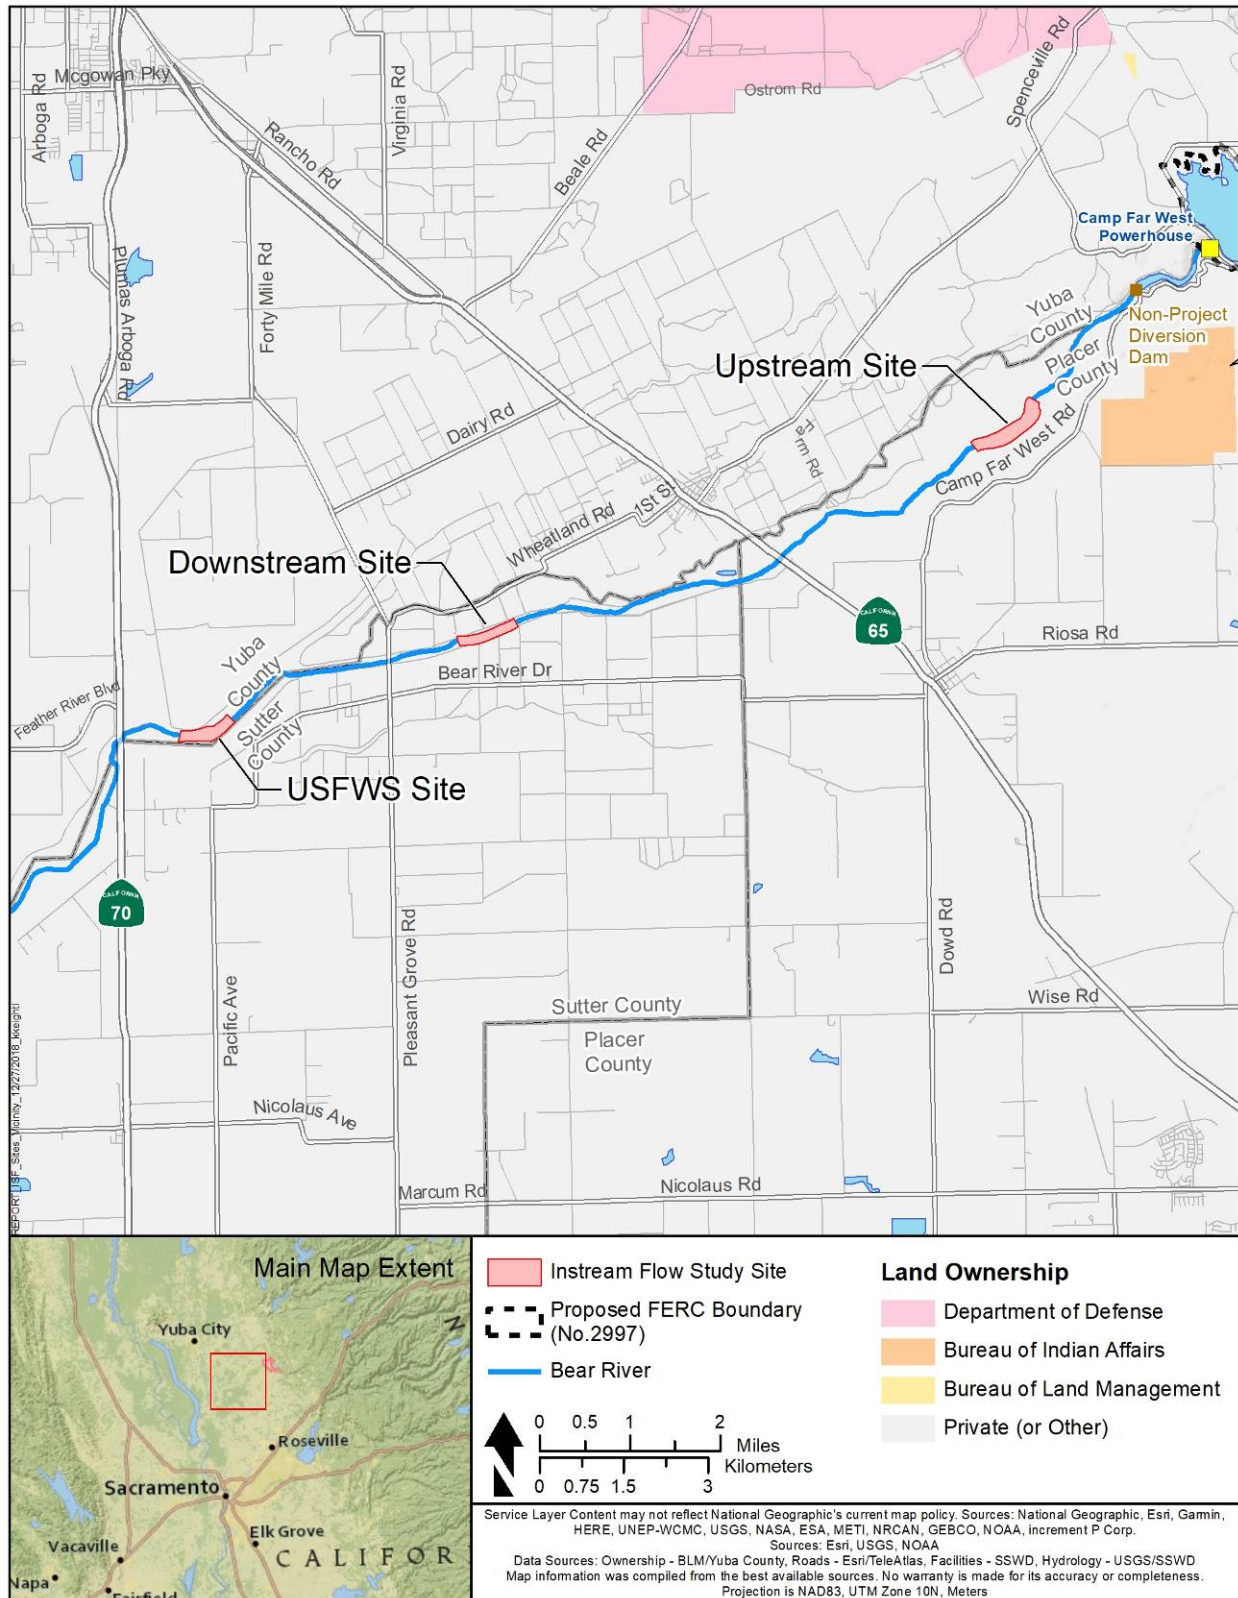 Mcgowan Pky
Arboga Rd
Rancho Rd
Virginia Rd
Beale Rd
Ostrom Rd
Spenceville Rd
Camp Far West
Powerhouse
Plumas Arboga Rd
Forty Mile Rd
Non-Project
Diversion
Dam
Yuba
County
Placer
County
Upstream Site
Dairy Rd
Farm Rd
Camp Far West Rd
1St St
Wheatland Rd
Downstream Site
CALIFORNIA
65
Riosa Rd
Yuba
County
Bear River Dr
Feather River Blvd
Sutter
County
USFWS Site
CALIFORNIA
70
Pacific Ave
Pleasant Grove Rd
Dowd Rd
Wise Rd
Sutter County
Placer
County
Nicolaus Ave
Marcum Rd
Nicolaus Rd
Main Map Extent
Yuba City
Roseville
Sacramento
Elk Grove
Vacaville
CALIFOR
Napa
Fairfield
N
Instream Flow Study Site
Proposed FERC Boundary
(No.2997)
Bear River
0 0.5 1 2
Miles
Kilometers
0 0.75 1.5 3
N
Land Ownership
Department of Defense
Bureau of Indian Affairs
Bureau of Land Management
Private (or Other)
Service Layer Content may not reflect National Geographic's current map policy. Sources: National Geographic, Esri, Garmin,
HERE, UNEP-WCMC, USGS, NASA, ESA, METI, NRCAN, GEBCO, NOAA, increment P Corp.
Sources: Esri, USGS, NOAA
Data Sources: Ownership - BLM/Yuba County, Roads - Esri/TeleAtlas, Facilities - SSWD, Hydrology - USGS/SSWD
Map information was compiled from the best available sources. No warranty is made for its accuracy or completeness.
Projection is NAD83, UTM Zone 10N, Meters